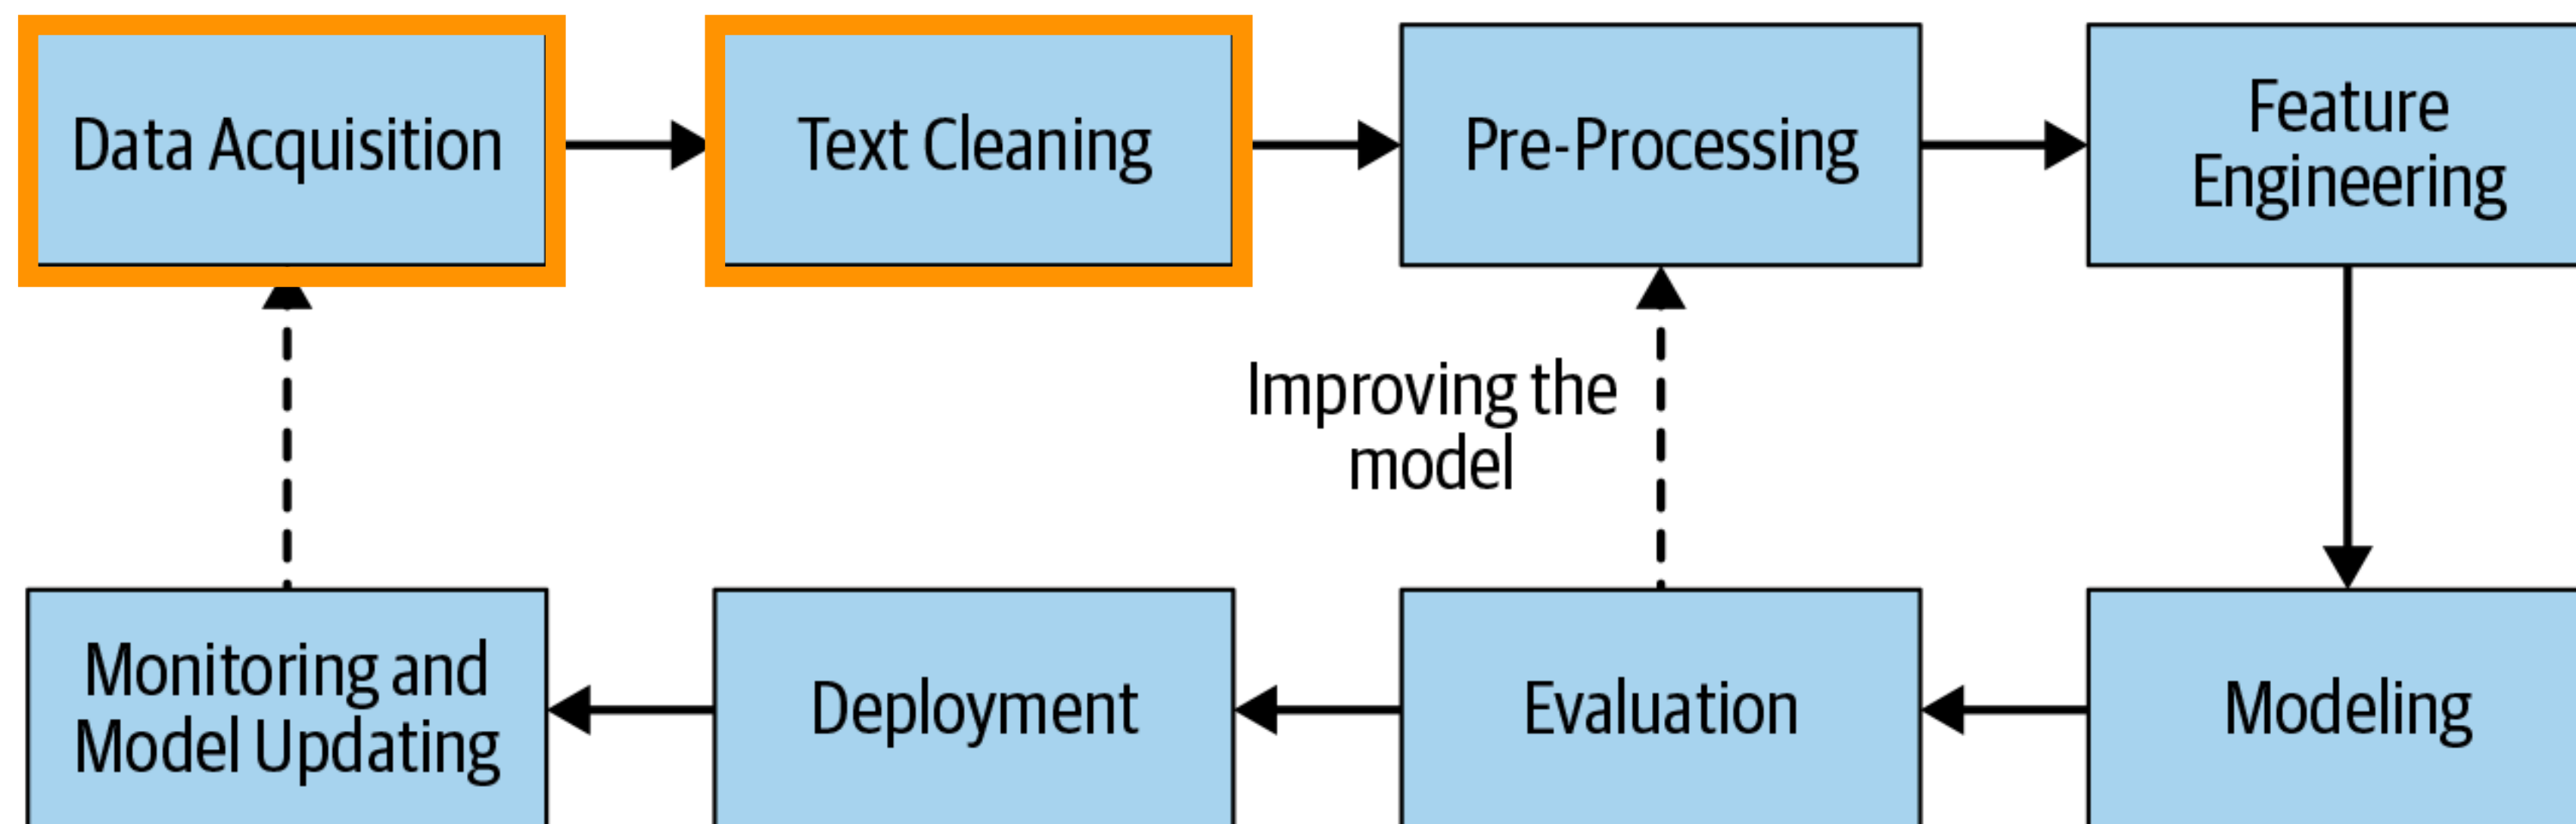 Data Acquisition
Text Cleaning
Pre-Processing
Feature
Engineering
Improving the
model
Monitoring and
Model Updating
Deployment
Evaluation
Modeling